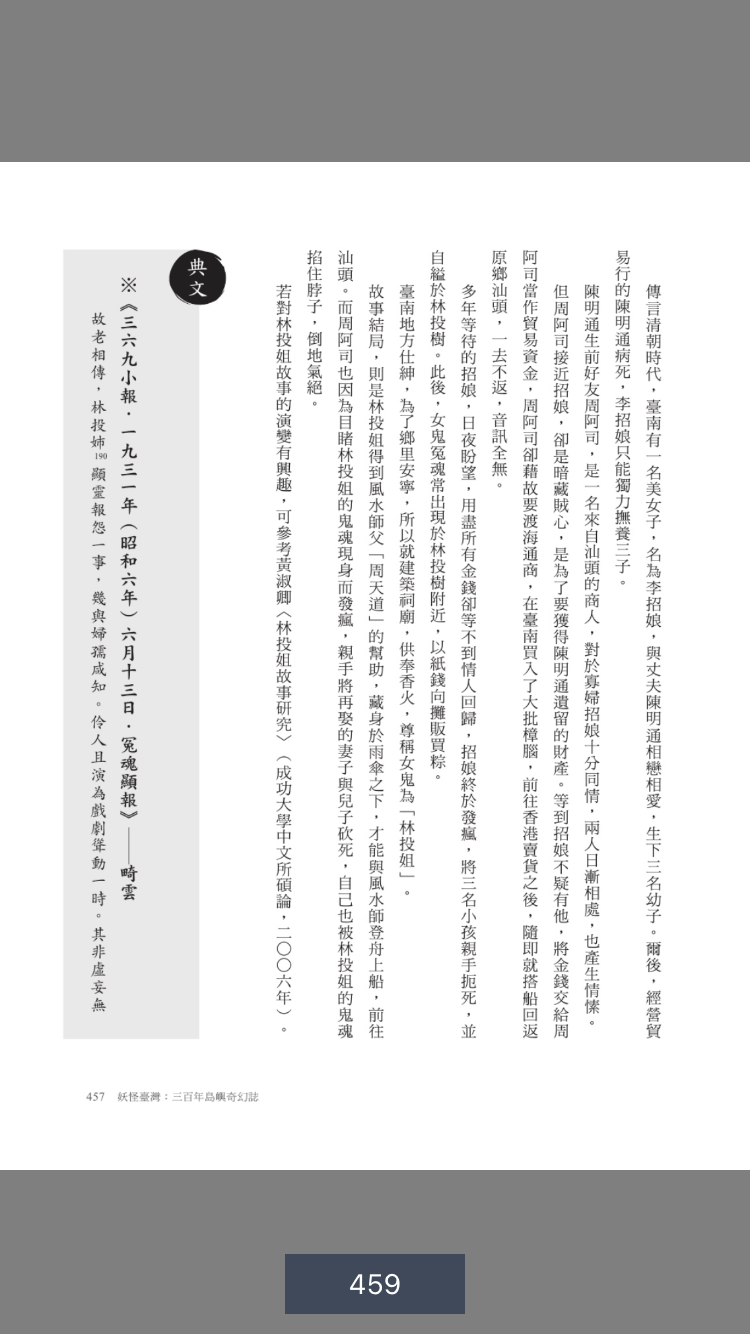 傳言清朝時代，臺南有一名美女子，名為李招娘，與丈夫陳明通相戀相愛，生下三名幼子。爾後，經營貿
易行的陳明通病死，李招娘只能獨力撫養三子。
陳明通生前好友周阿司，是一名來自汕頭的商人，對於寡婦招娘十分同情，兩人日漸相處，也產生情愫。
但周阿司接近招娘，卻是暗藏賊心，是為了要獲得陳明通遺留的財產。等到招娘不疑有他，將金錢交給周
阿司當作貿易資金，周阿司卻藉故要渡海通商，在臺南買入了大批樟腦，前往香港賣貨之後，隨即就搭船回返
原鄉汕頭，一去不返，音訊全無。
多年等待的招娘，日夜盼望，用盡所有金錢卻等不到情人回歸，招娘終於發瘋，將三名小孩親手扼死，並
自縊於林投樹。此後，女鬼冤魂常出現於林投樹附近，以紙錢向攤販買粽。
臺南地方仕紳，為了鄉里安寧，所以就建築祠廟，供奉香火，尊稱女鬼為「林投姐」。
故事結局，則是林投姐得到風水師父「周天道」的幫助，藏身於雨傘之下，才能與風水師登舟上船，前往
汕頭。而周阿司也因為目睹林投姐的鬼魂現身而發瘋，親手將再娶的妻子與兒子砍死，自己也被林投姐的鬼魂
掐住脖子，倒地氣絕。
若對林投姐故事的演變有興趣，可參考黃淑卿〈林投姐故事研究〉（成功大學中文所碩論，二〇〇六年）。
典文
※《三六九小報．一九三一年（昭和六年）六月十三日．冤魂顯報》——畸雲
故老相傳，林投姉190顯靈報怨一事，幾與婦孺咸知。伶人且演為戲劇聳動一時。其非虛妄無
457 妖怪臺灣：三百年島嶼奇幻誌
459